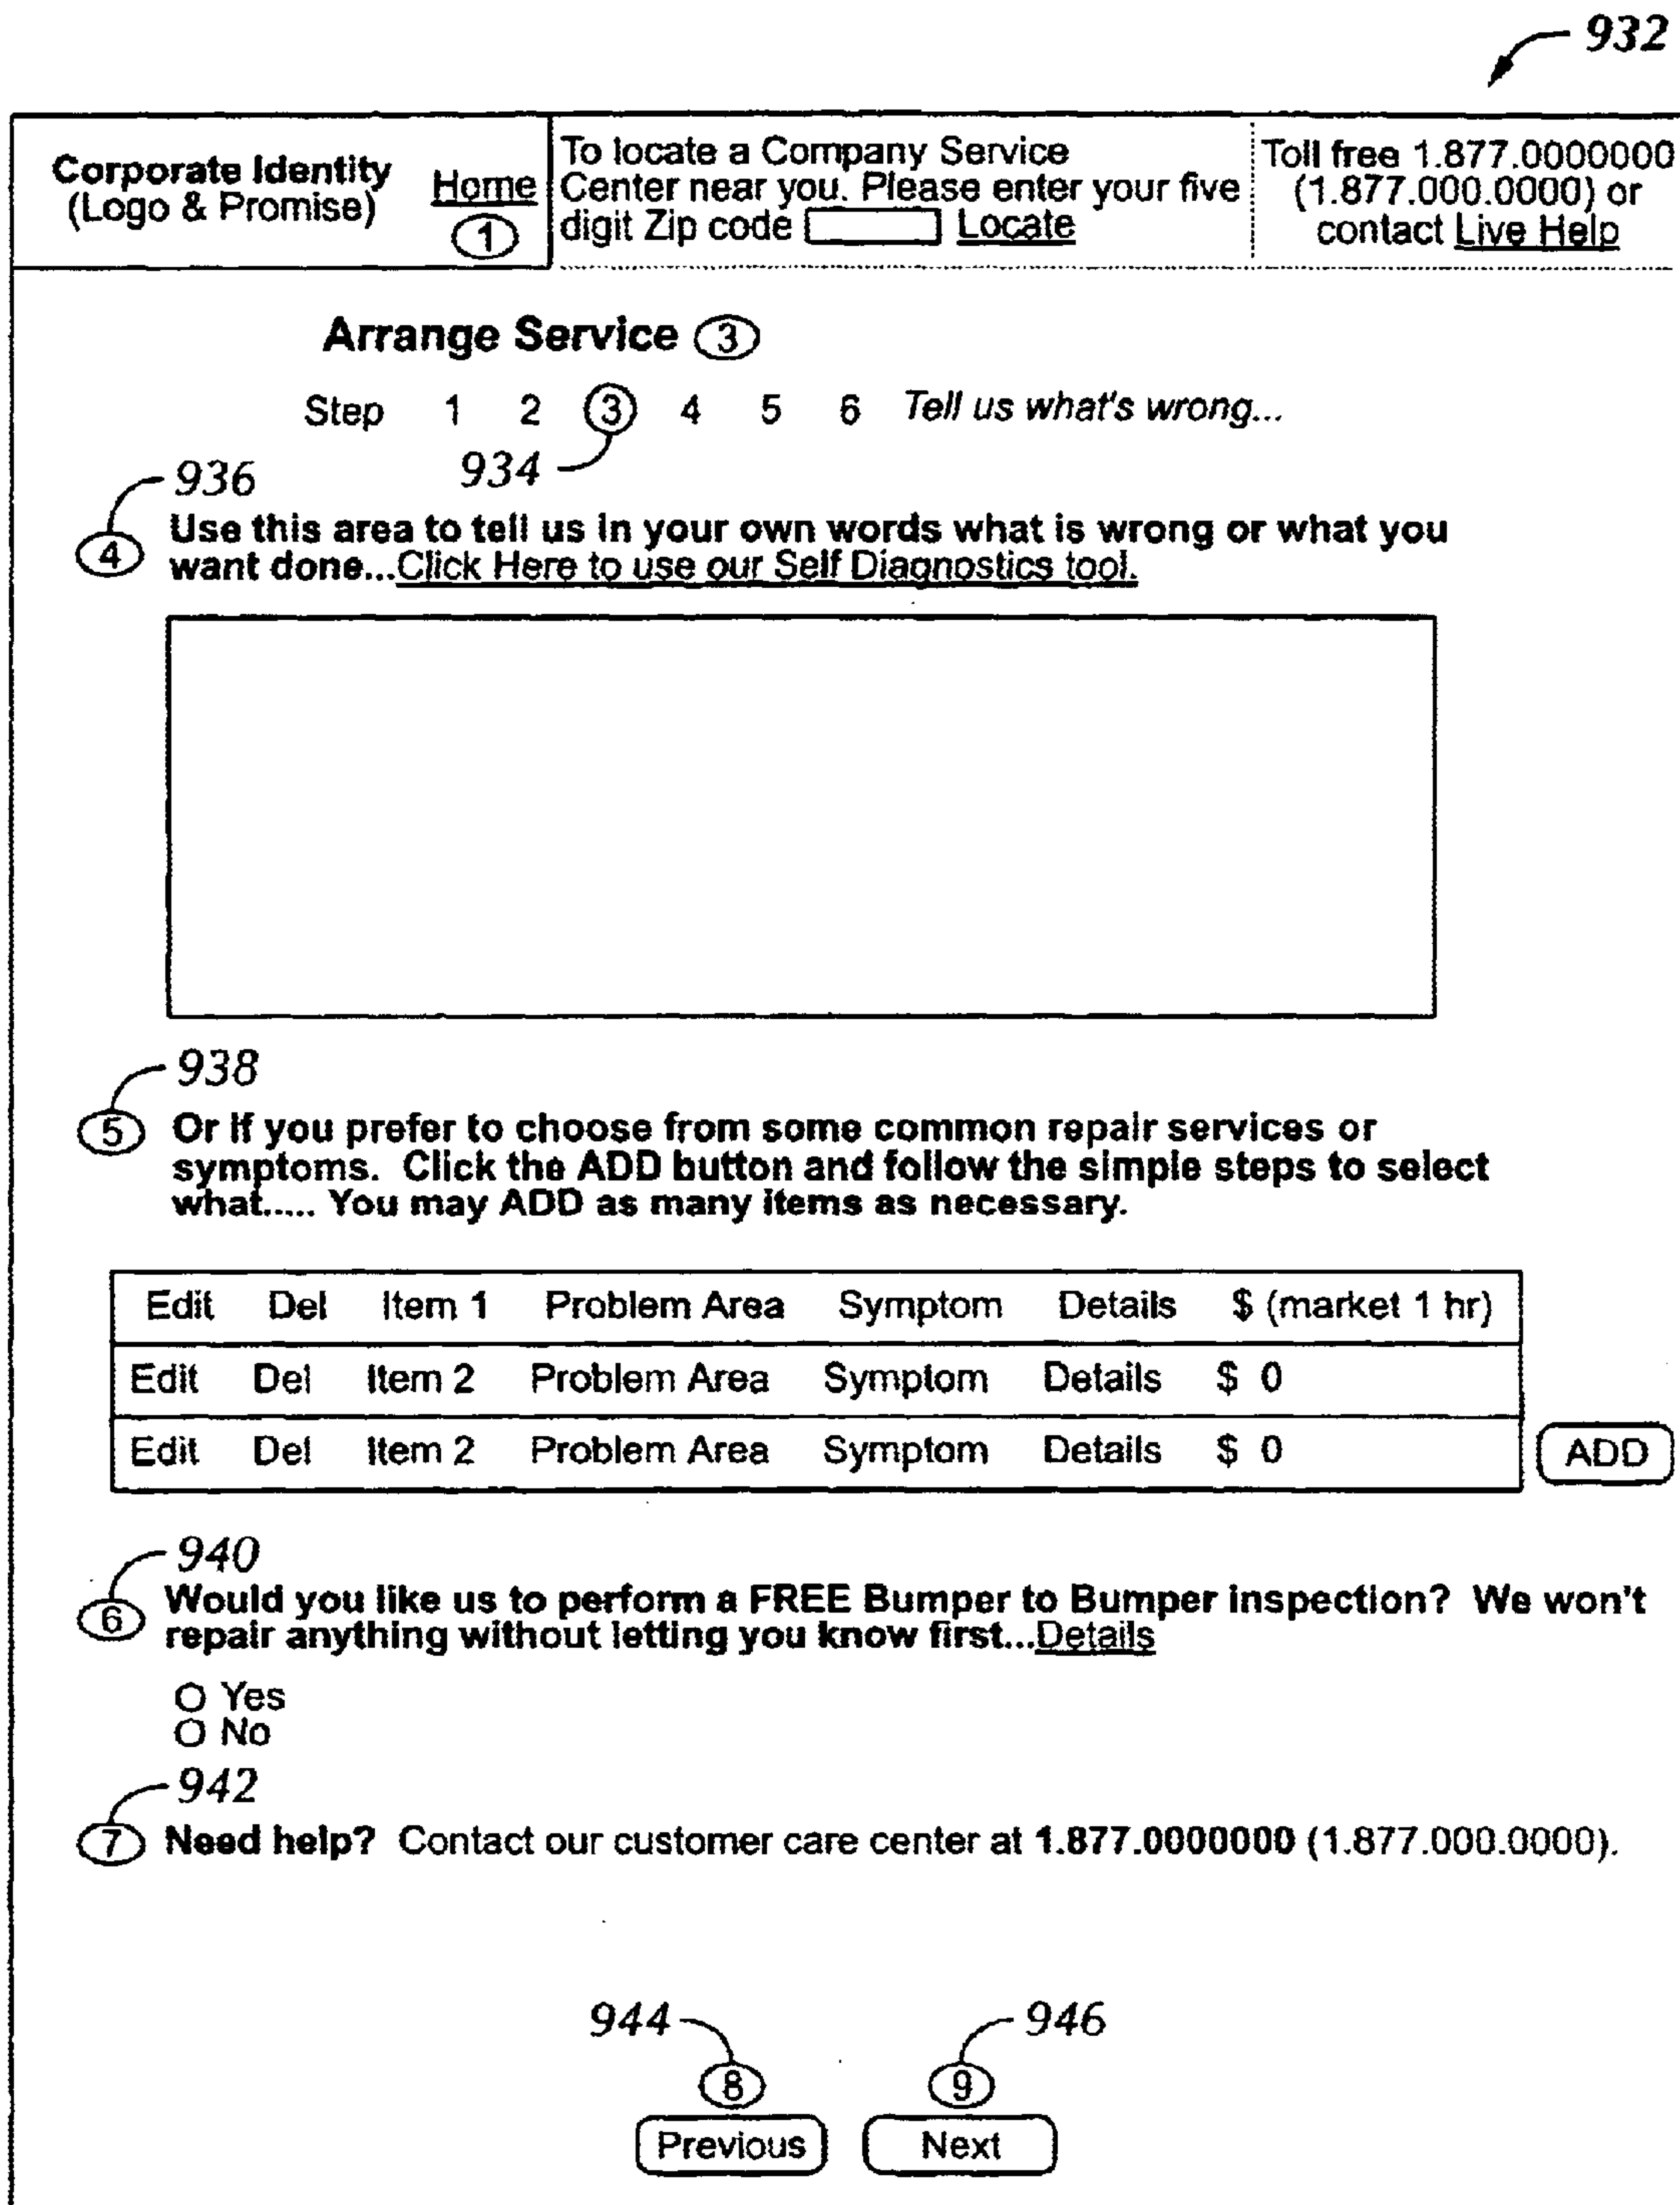 932
Corporate Identity
(Logo & Promise)
Home
1
To locate a Company Service
Center near you. Please enter your five
digit Zip code Locate
Toll free 1.877.0000000
(1.877.000.0000) or
contact Live Help
Arrange Service 3
Step 1 2 3 4 5 6 Tell us what's wrong...
934
936
4
Use this area to tell us in your own words what is wrong or what you
want done...Click Here to use our Self Diagnostics tool.
938
5
Or if you prefer to choose from some common repair services or
symptoms. Click the ADD button and follow the simple steps to select
what..... You may ADD as many items as necessary.
Edit Del Item 1 Problem Area Symptom Details $ (market 1 hr)
Edit Del Item 2 Problem Area Symptom Details $ 0
Edit Del Item 2 Problem Area Symptom Details $ 0
ADD
940
6
Would you like us to perform a FREE Bumper to Bumper inspection? We won't
repair anything without letting you know first...Details
O Yes
O No
942
7 Need help? Contact our customer care center at 1.877.0000000 (1.877.000.0000).
944 946
8 9
Previous Next